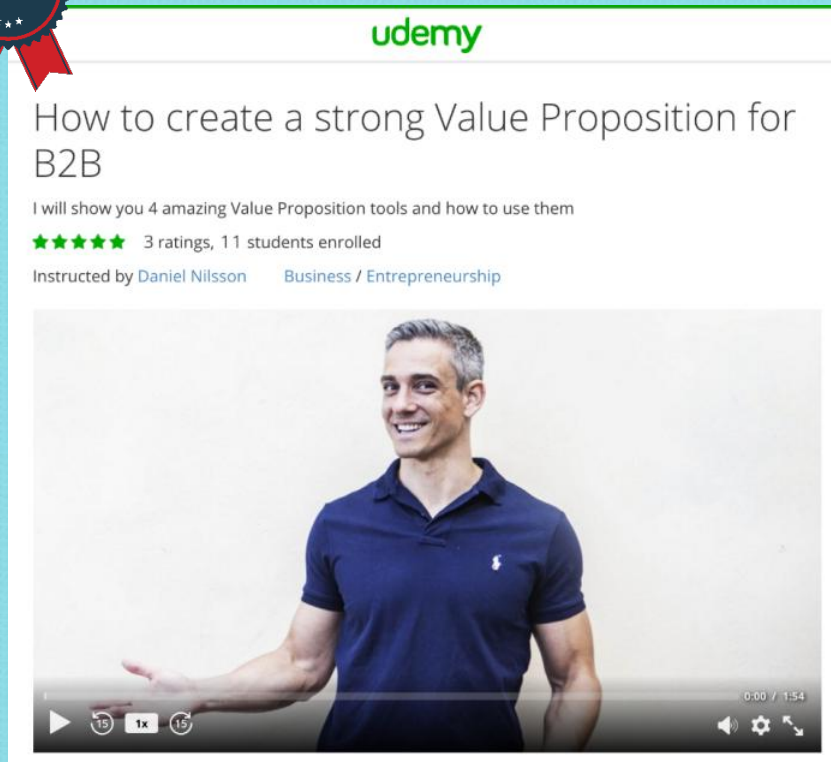 udemy
How to create a strong Value Proposition for
B2B
I will show you 4 amazing Value Proposition tools and how to use them
3 ratings, 11 students enrolled
Instructed by Daniel Nilsson Business / Entrepreneurship
0:00 / 1:54
15 1x 15